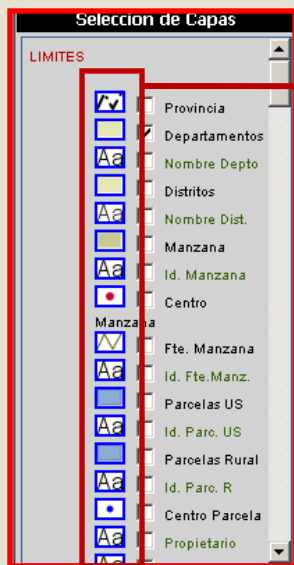 Seleccion de Capas
LIMITES
Provincia
Departamentos
Aa Nombre Depto
Distritos
Aa Nombre Dist.
Manzana
Aa Id. Manzana
Centro
Manzana
Fte. Manzana
Aa Id. Fte.Manz.
Parcelas US
Aa Id. Parc. US
Parcelas Rural
Aa Id. Parc. R
Centro Parcela
Aa Propietario